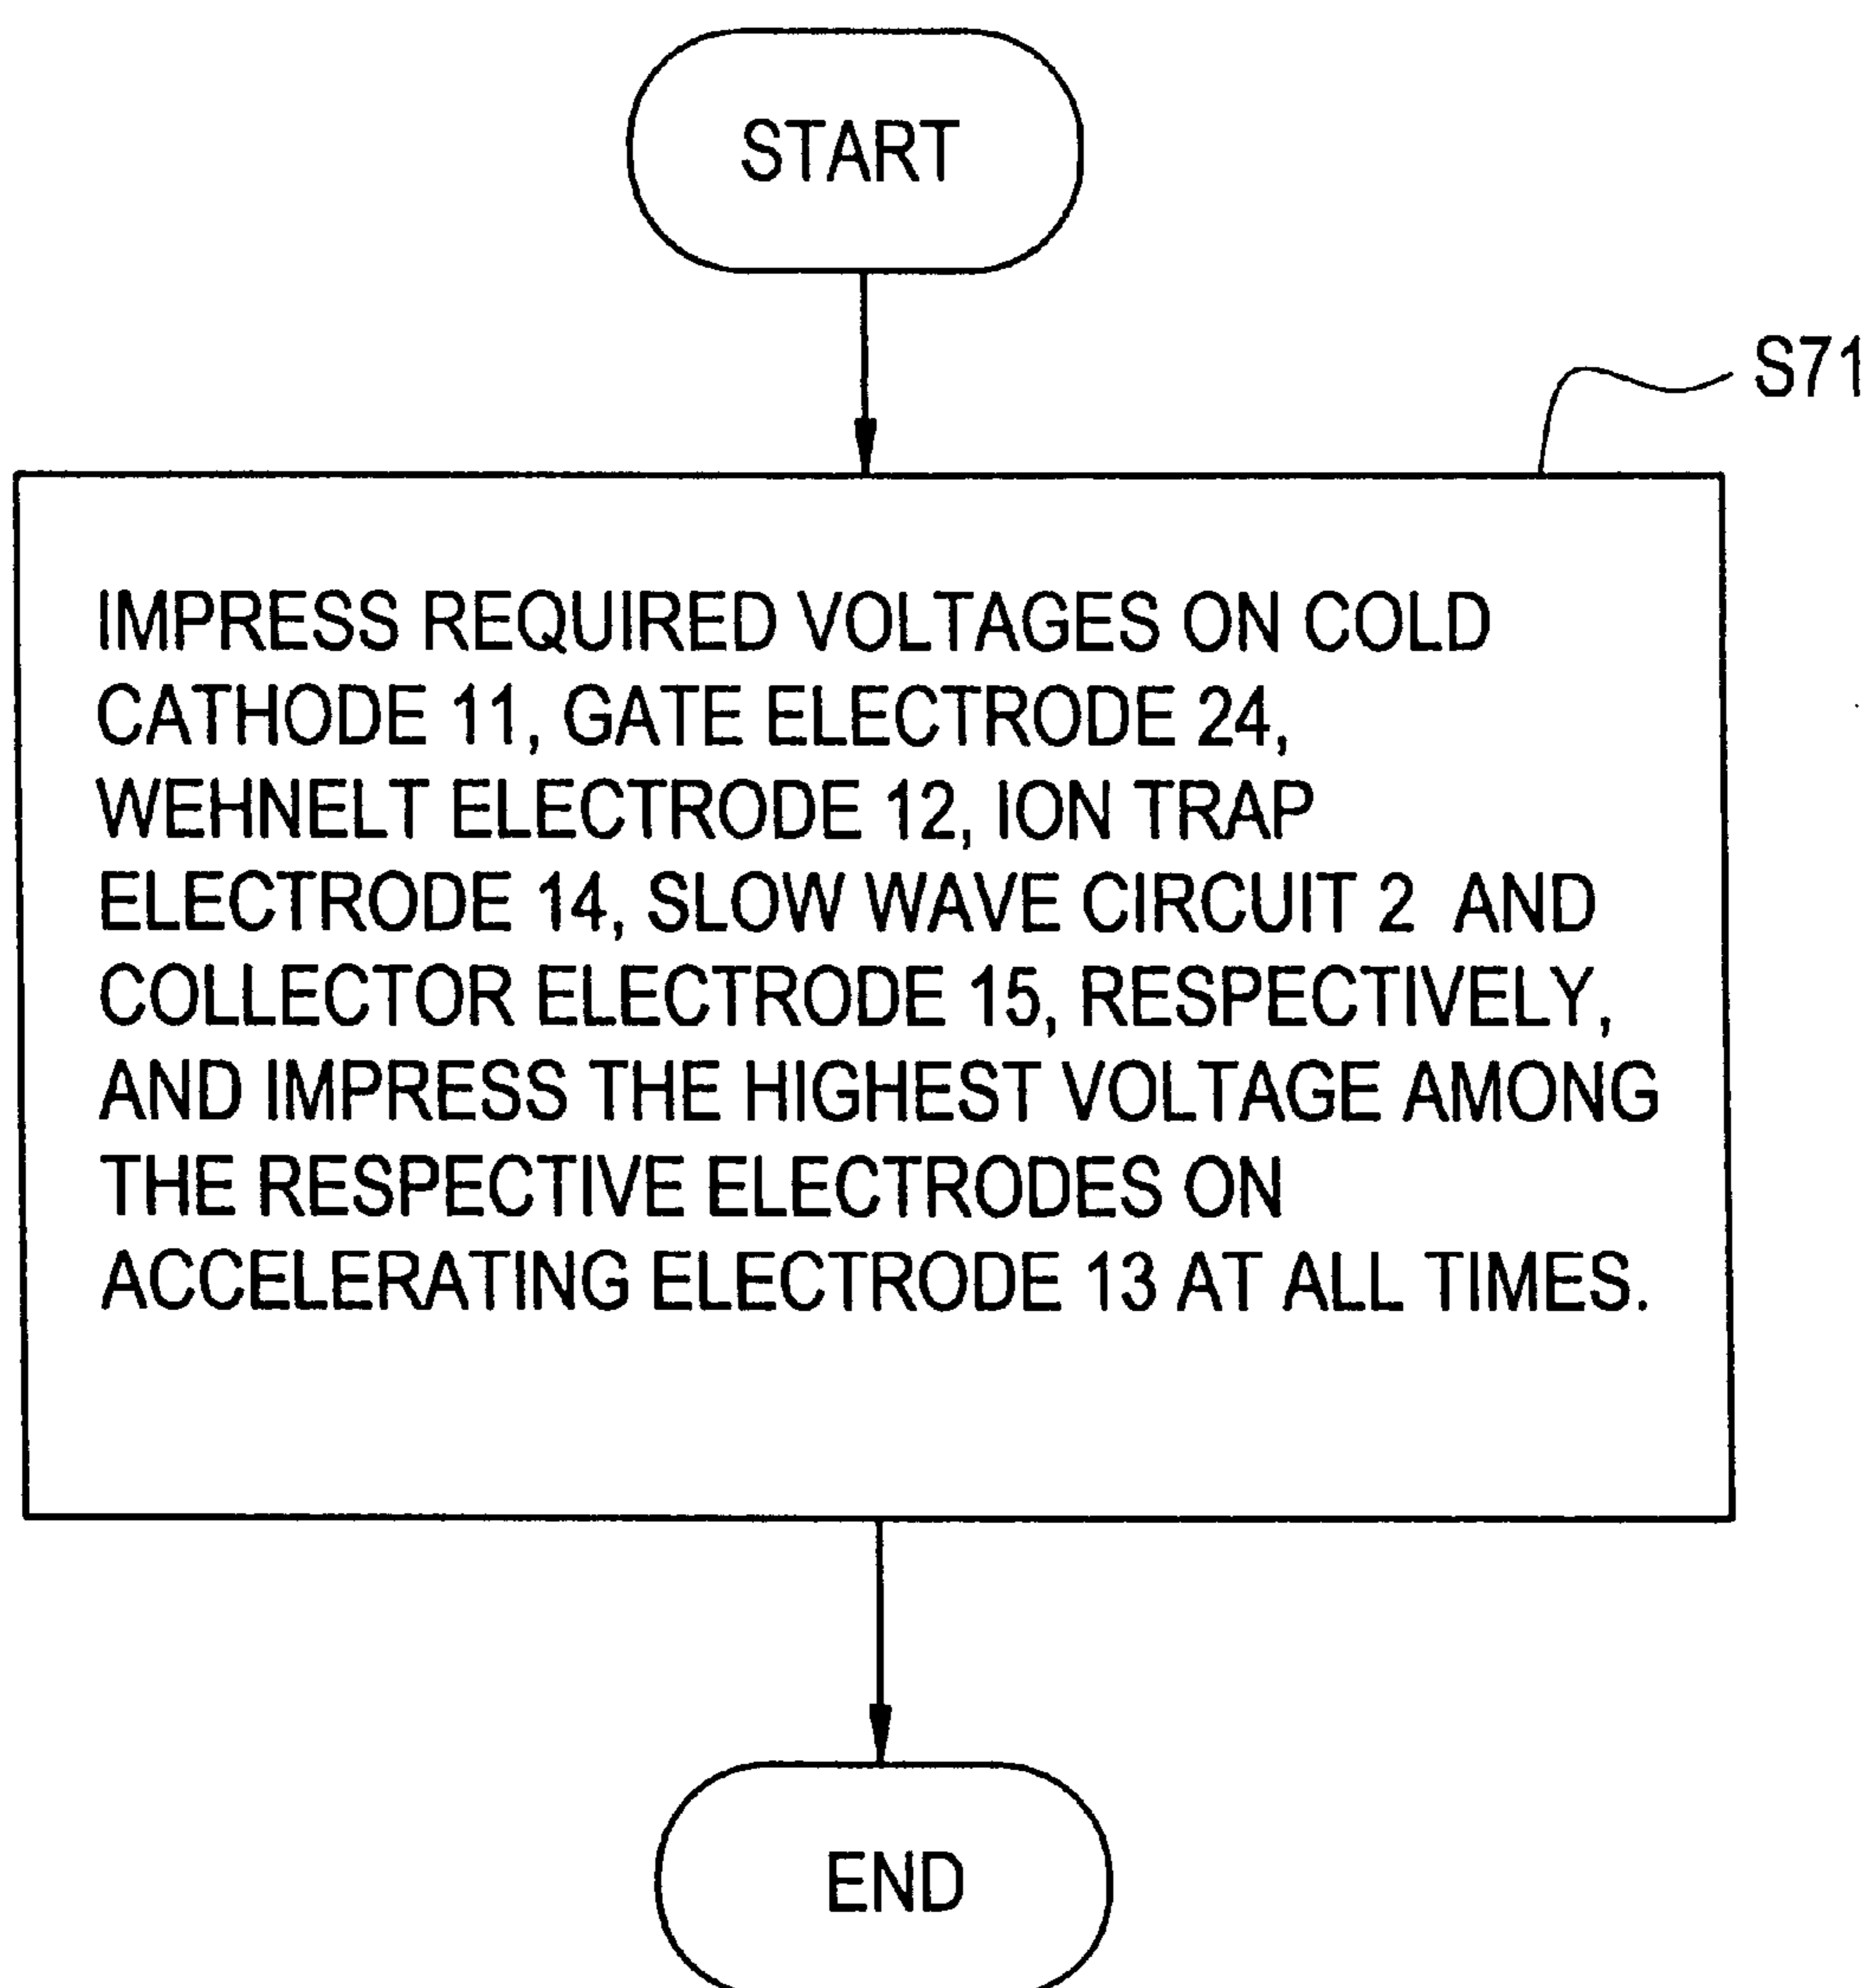 START
S71
IMPRESS REQUIRED VOLTAGES ON COLD
CATHODE 11, GATE ELECTRODE 24,
WEHNELT ELECTRODE 12, ION TRAP
ELECTRODE 14, SLOW WAVE CIRCUIT 2 AND
COLLECTOR ELECTRODE 15, RESPECTIVELY,
AND IMPRESS THE HIGHEST VOLTAGE AMONG
THE RESPECTIVE ELECTRODES ON
ACCELERATING ELECTRODE 13 AT ALL TIMES.
END